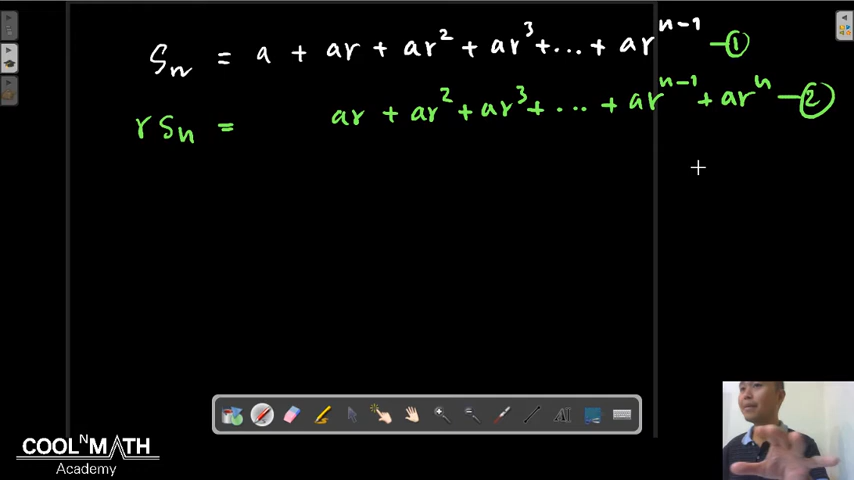 Sₙ = a + ar + ar² + ar³ + ... + arⁿ⁻¹ —①
rSₙ = ar + ar² + ar³ + ... + arⁿ⁻¹ + arⁿ —②
COOLᴺMATH
Academy